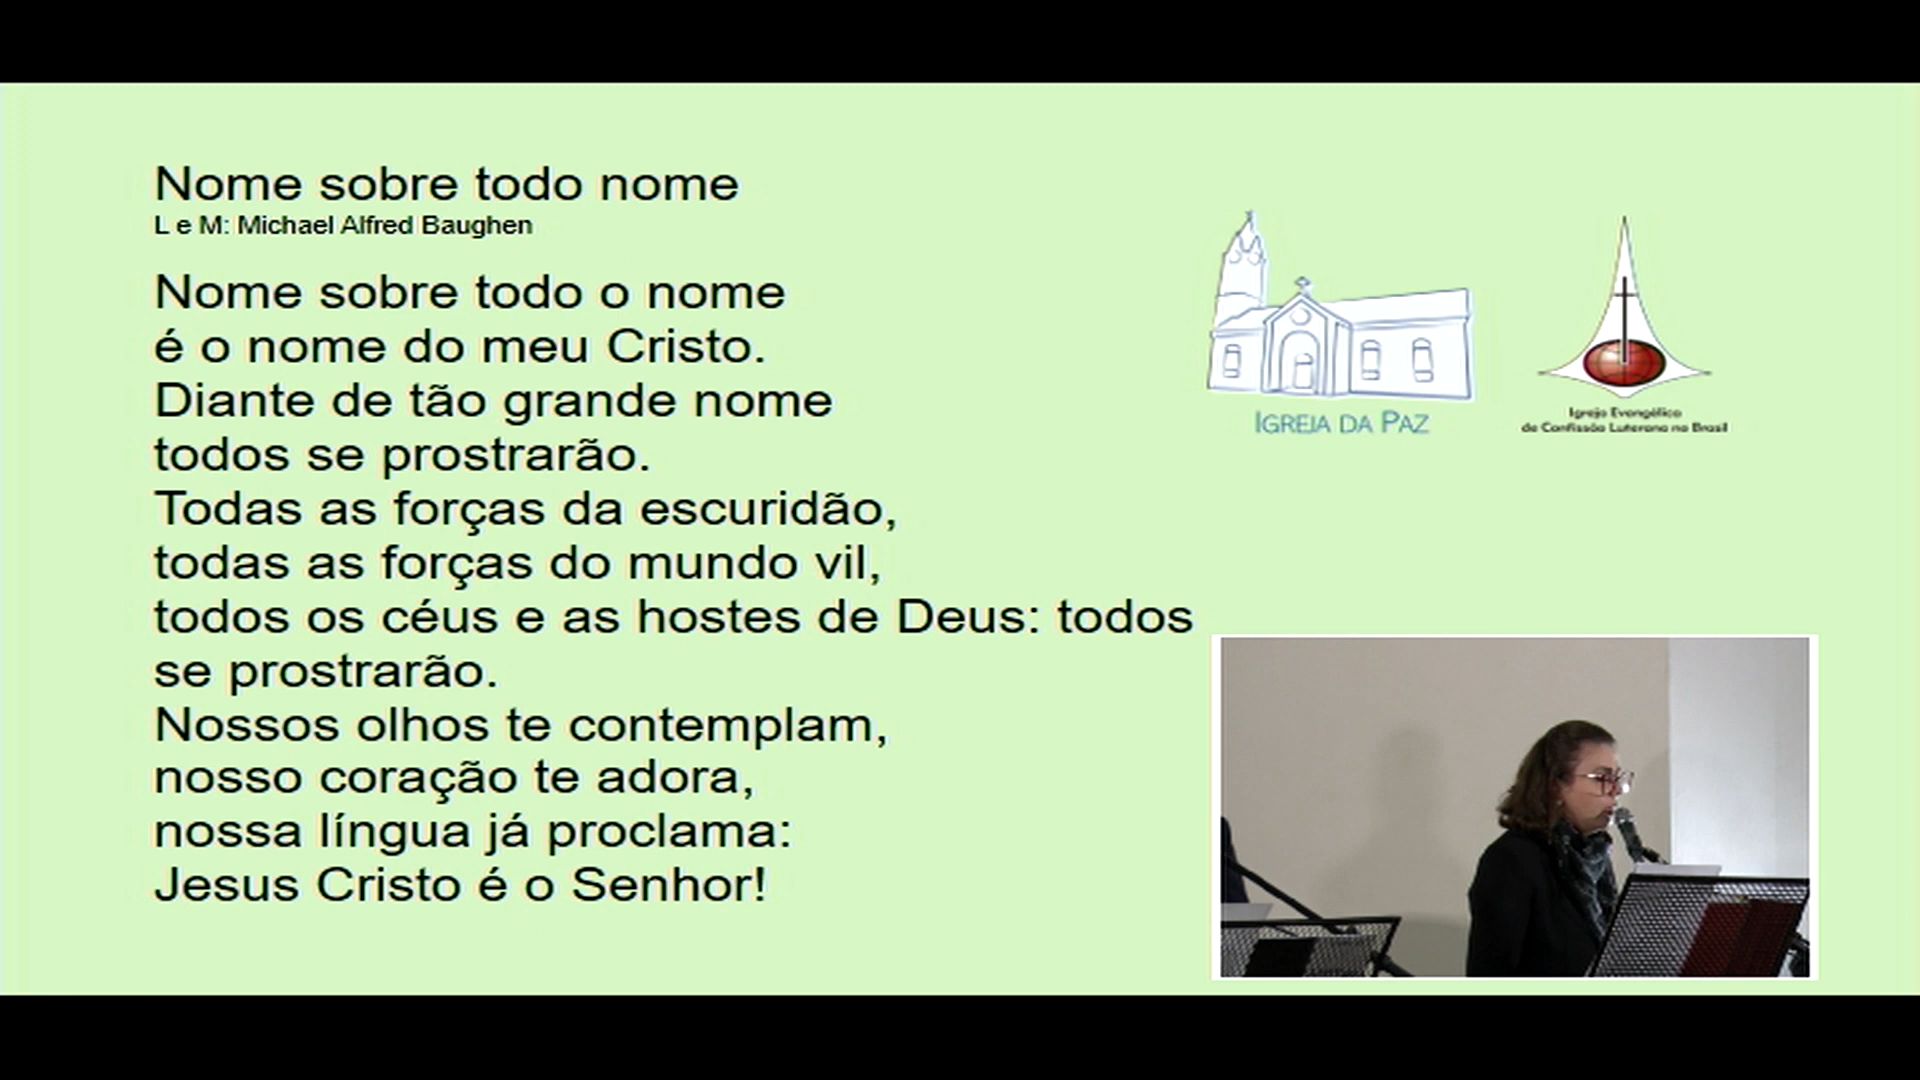 Nome sobre todo nome
L e M: Michael Alfred Baughen
Nome sobre todo o nome
é o nome do meu Cristo.
Diante de tão grande nome
todos se prostrarão.
Todas as forças da escuridão,
todas as forças do mundo vil,
todos os céus e as hostes de Deus: todos
se prostrarão.
Nossos olhos te contemplam,
nosso coração te adora,
nossa língua já proclama:
Jesus Cristo é o Senhor!
IGREJA DA PAZ
Igreja Evangélica
de Confissão Luterana no Brasil